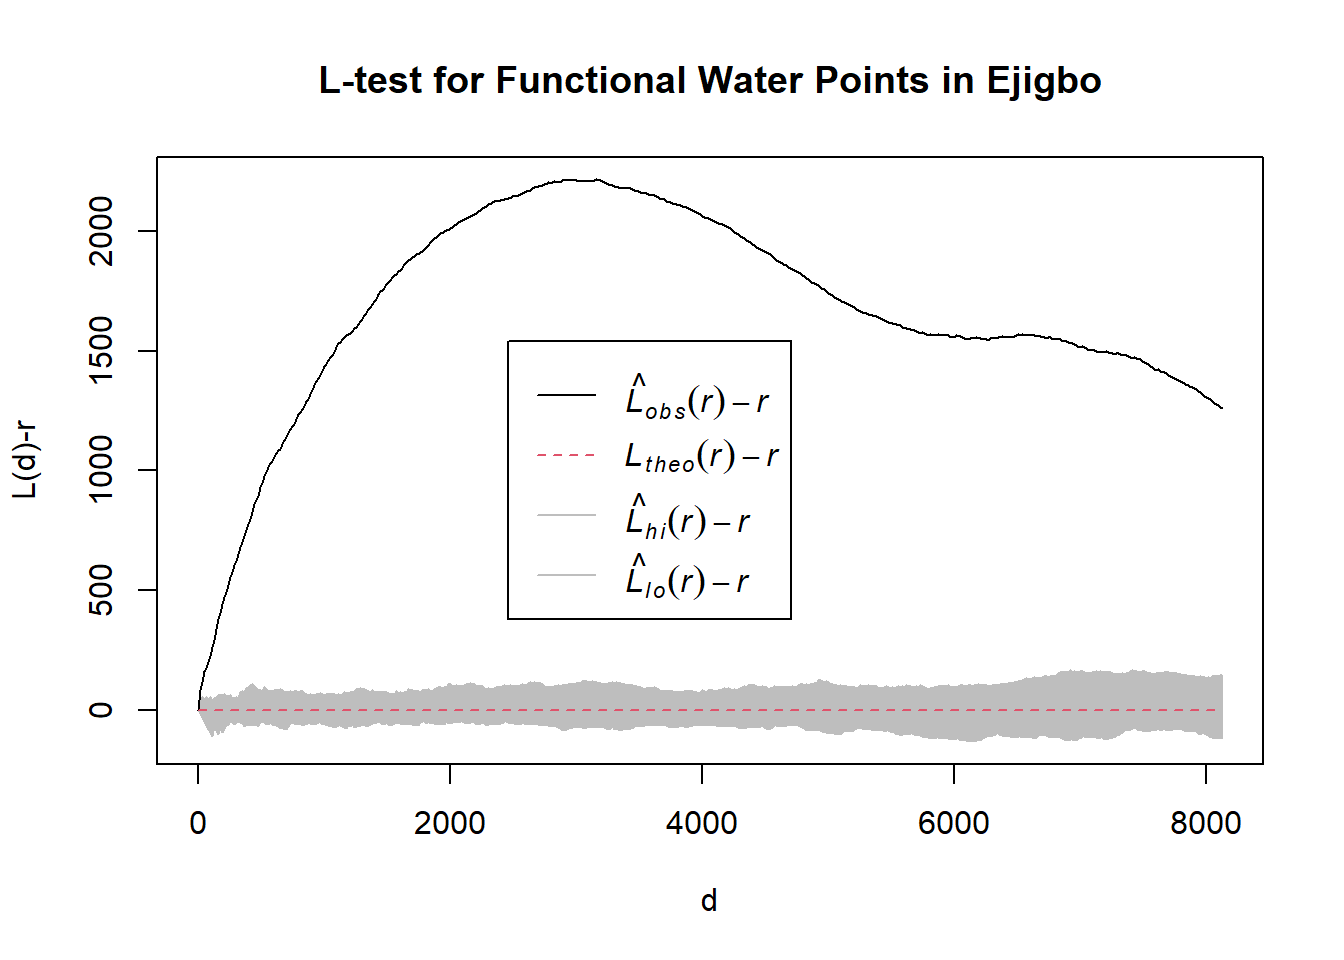 L-test for Functional Water Points in Ejigbo
L(d)-r
2000
1500
1000
500
0
L̂obs(r) − r
Ltheo(r) − r
L̂hi(r) − r
L̂lo(r) − r
0 2000 4000 6000 8000
d